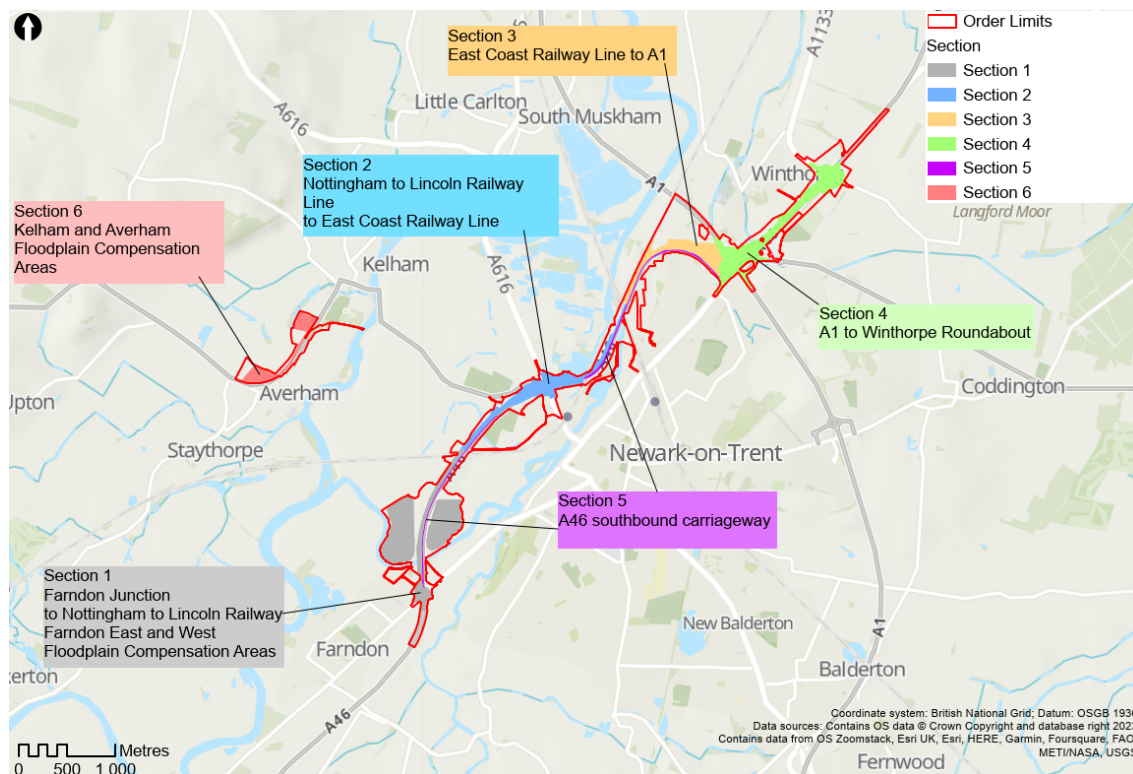 Section 3
East Coast Railway Line to A1
Order Limits
Section
Section 1
Section 2
Section 3
Section 4
Section 5
Section 6
A1133
A616
Little Carlton
South Muskham
Section 2
Nottingham to Lincoln Railway
Line
to East Coast Railway Line
A1
Winthor
Langford Moor
Section 6
Kelham and Averham
Floodplain Compensation
Areas
Kelham
A616
Section 4
A1 to Winthorpe Roundabout
Averham
Coddington
Upton
Staythorpe
Newark-on-Trent
Section 5
A46 southbound carriageway
Section 1
Farndon Junction
to Nottingham to Lincoln Railway
Farndon East and West
Floodplain Compensation Areas
New Balderton
A1
Farndon
Balderton
kerton
A46
Coordinate system: British National Grid; Datum: OSGB 1936
Data sources: Contains OS data © Crown Copyright and database right 2023
Contains data from OS Zoomstack, Esri UK, Esri, HERE, Garmin, Foursquare, FAO,
METI/NASA, USGS
Metres
0 500 1 000
Fernwood